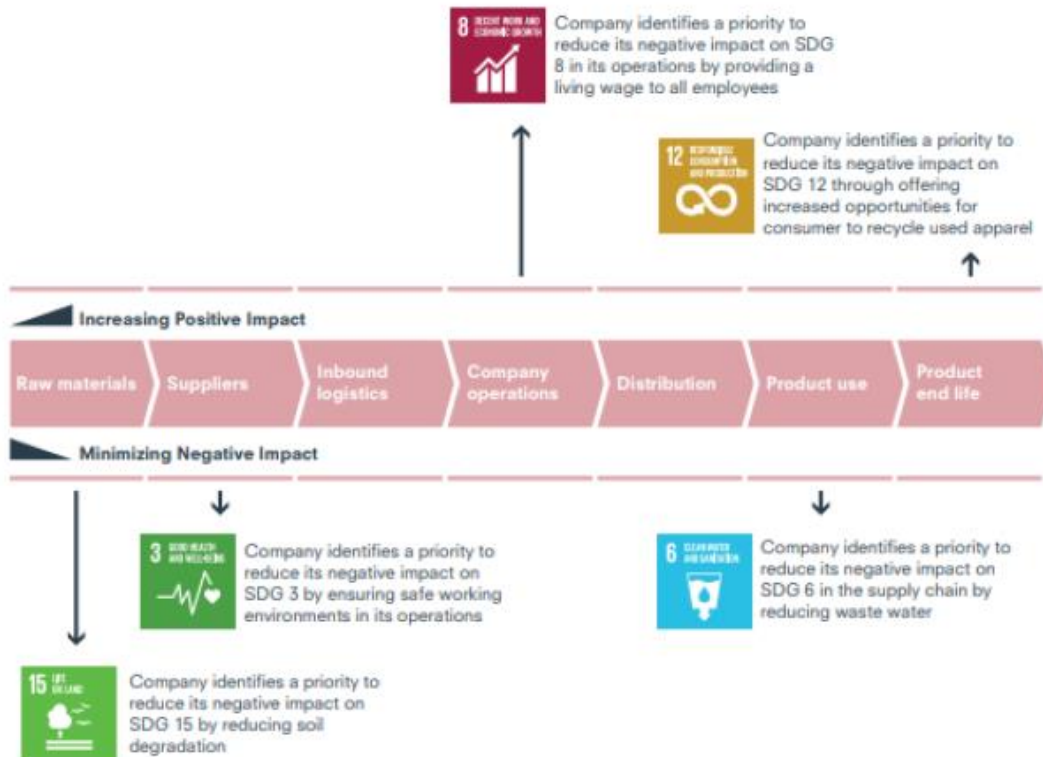 8 DECENT WORK AND
ECONOMIC GROWTH
Company identifies a priority to
reduce its negative impact on SDG
8 in its operations by providing a
living wage to all employees
12 RESPONSIBLE
CONSUMPTION
AND PRODUCTION
Company identifies a priority to
reduce its negative impact on
SDG 12 through offering
increased opportunities for
consumer to recycle used apparel
Increasing Positive Impact
Raw materials
Suppliers
Inbound
logistics
Company
operations
Distribution
Product use
Product
end life
Minimizing Negative Impact
3 GOOD HEALTH
AND WELL-BEING
Company identifies a priority to
reduce its negative impact on
SDG 3 by ensuring safe working
environments in its operations
6 CLEAN WATER
AND SANITATION
Company identifies a priority to
reduce its negative impact on
SDG 6 in the supply chain by
reducing waste water
15 LIFE
ON LAND
Company identifies a priority to
reduce its negative impact on
SDG 15 by reducing soil
degradation